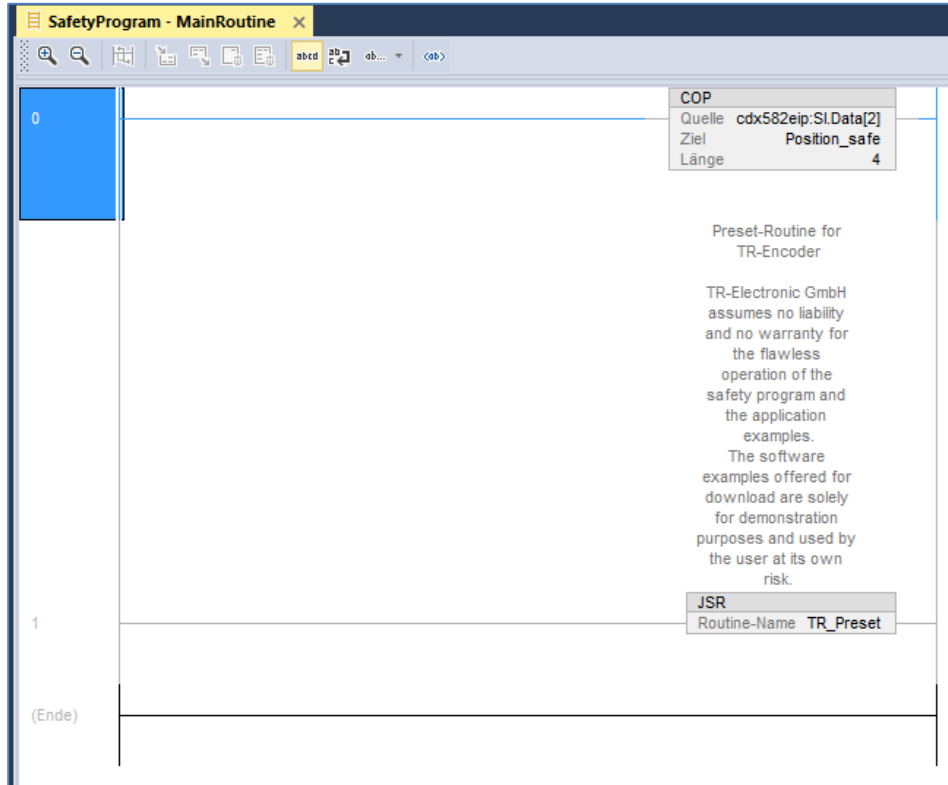 SafetyProgram - MainRoutine
abcd ab... <ab>
0
COP
Quelle cdx582eip:SI.Data[2]
Ziel Position_safe
Länge 4
Preset-Routine for
TR-Encoder
TR-Electronic GmbH
assumes no liability
and no warranty for
the flawless
operation of the
safety program and
the application
examples.
The software
examples offered for
download are solely
for demonstration
purposes and used by
the user at its own
risk.
JSR
1
Routine-Name TR_Preset
(Ende)